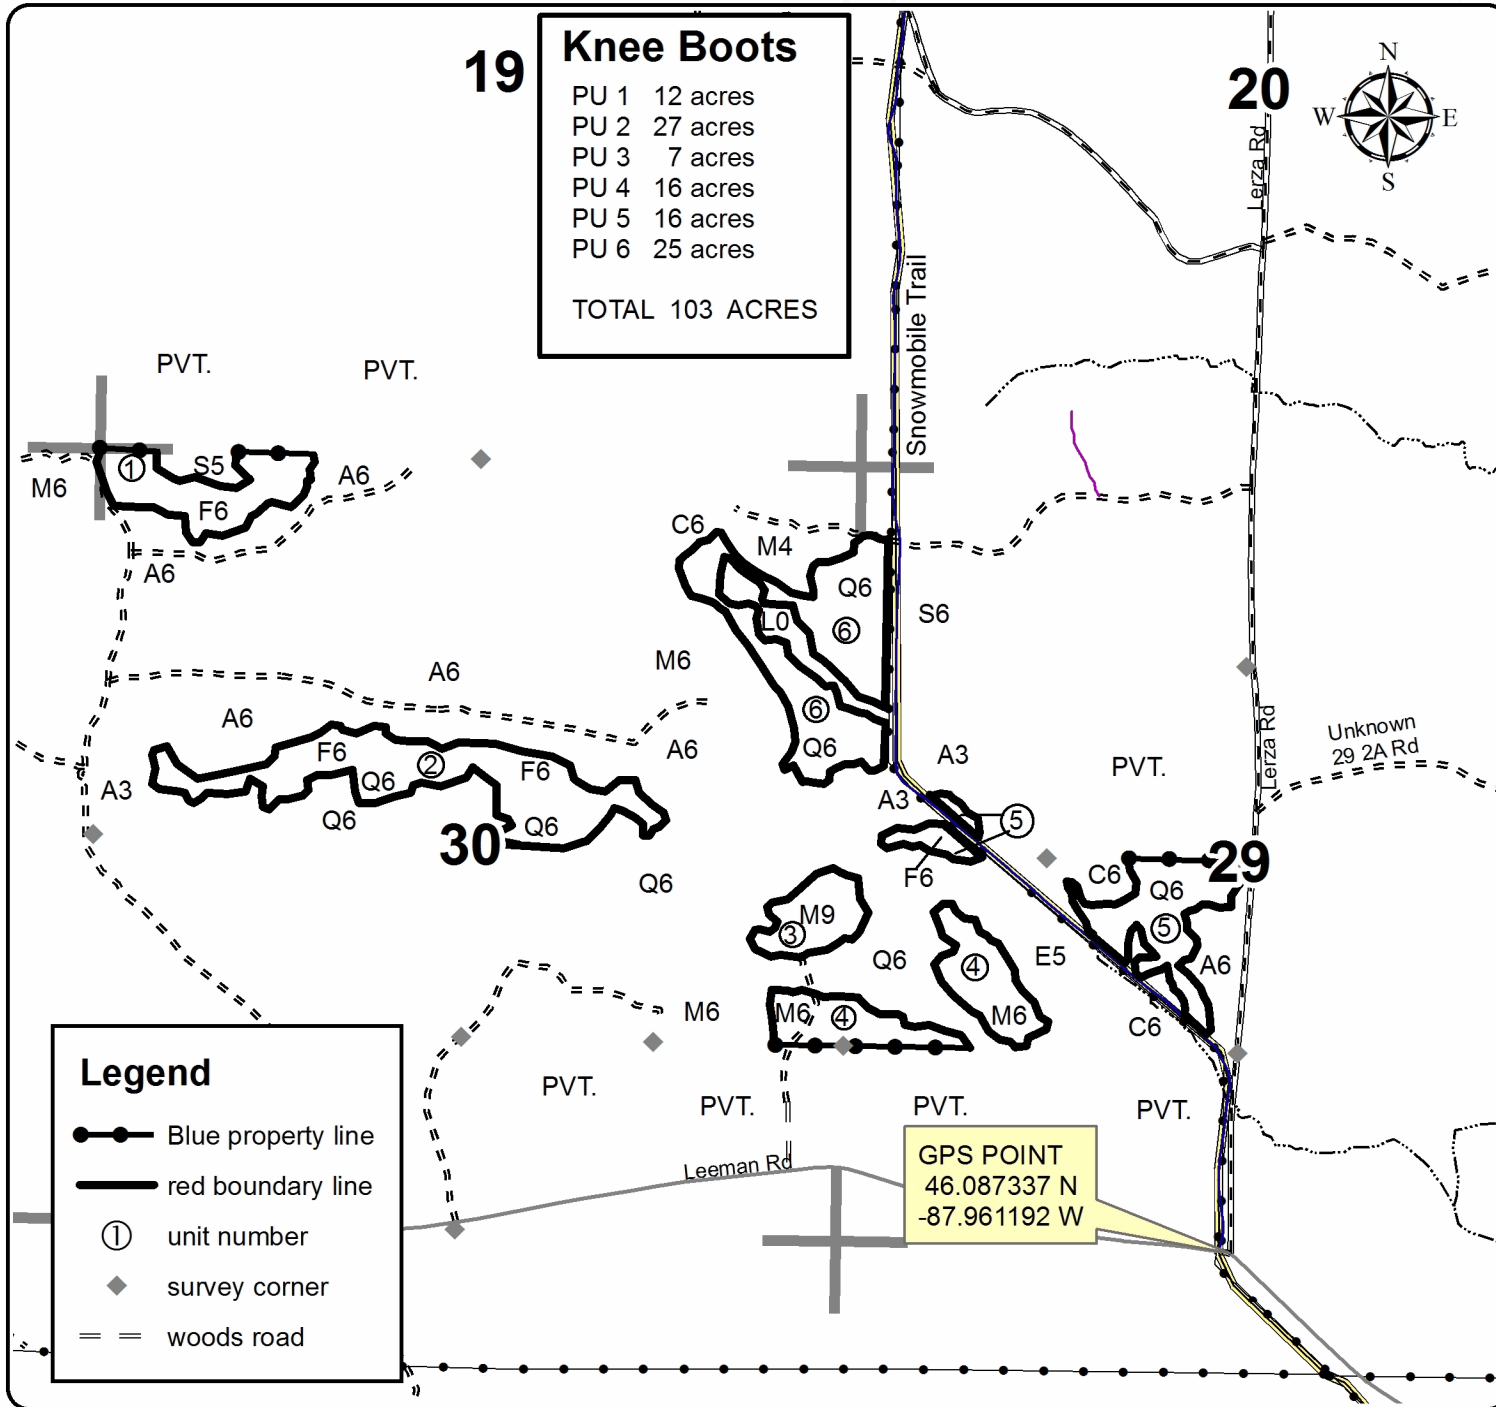 19
Knee Boots
PU 1 12 acres
PU 2 27 acres
PU 3 7 acres
PU 4 16 acres
PU 5 16 acres
PU 6 25 acres
TOTAL 103 ACRES
20
N
W E
S
Lerza Rd
Snowmobile Trail
PVT.
PVT.
1
S5
A6
M6
F6
A6
C6
M4
Q6
L0
6
S6
M6
A6
A6
6
Q6
F6
2
F6
Q6
A6
A3
Q6
Q6
30
A3
PVT.
Lerza Rd
Unknown
29 2A Rd
A3
5
F6
29
C6
Q6
5
A6
Q6
M9
3
Q6
4
E5
M6
M6
M6
4
C6
PVT.
PVT.
PVT.
PVT.
Leeman Rd
GPS POINT
46.087337 N
-87.961192 W
Legend
Blue property line
red boundary line
1 unit number
survey corner
woods road